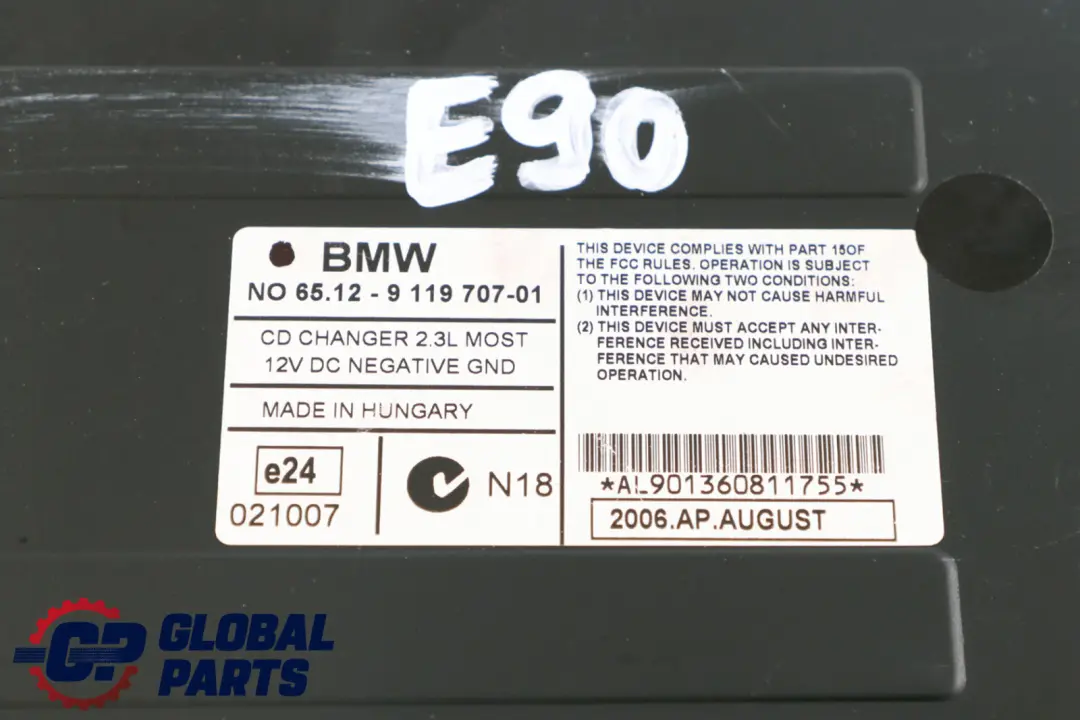 E90
BMW
NO 65.12 - 9 119 707-01
CD CHANGER 2.3L MOST
12V DC NEGATIVE GND
MADE IN HUNGARY
e24
021007
N18
THIS DEVICE COMPLIES WITH PART 15OF
THE FCC RULES. OPERATION IS SUBJECT
TO THE FOLLOWING TWO CONDITIONS:
(1) THIS DEVICE MAY NOT CAUSE HARMFUL
INTERFERENCE.
(2) THIS DEVICE MUST ACCEPT ANY INTER-
FERENCE RECEIVED INCLUDING INTER-
FERENCE THAT MAY CAUSED UNDESIRED
OPERATION.
*AL901360811755*
2006.AP.AUGUST
GP
GLOBAL
PARTS